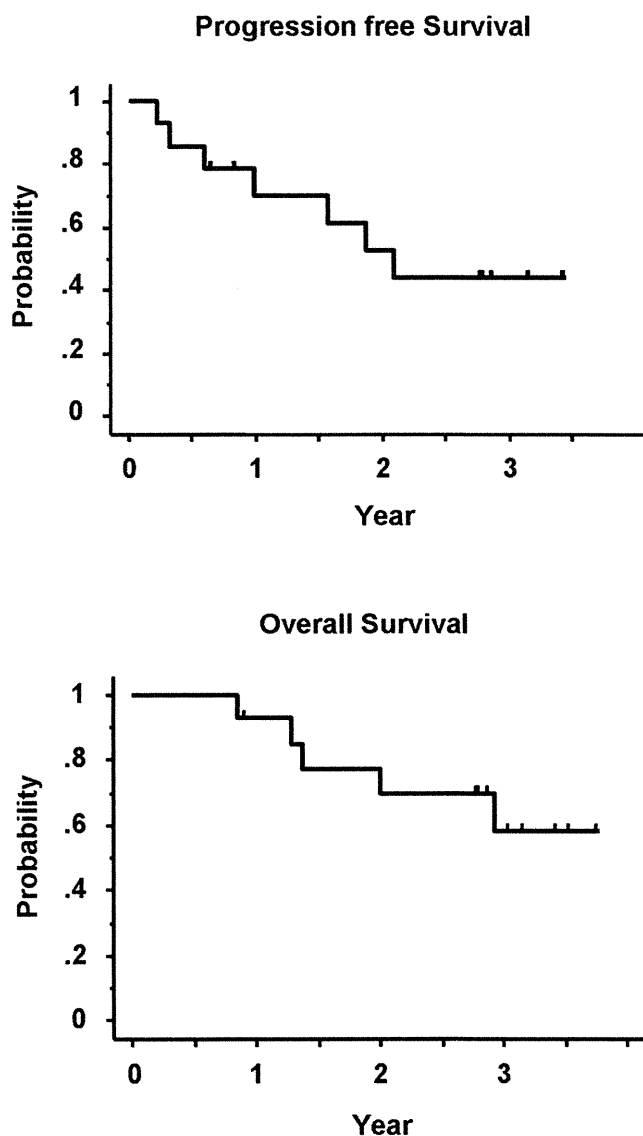 Progression free Survival
1
.8
.6
.4
.2
0
Probability
0 1 2 3
Year
Overall Survival
1
.8
.6
.4
.2
0
Probability
0 1 2 3
Year